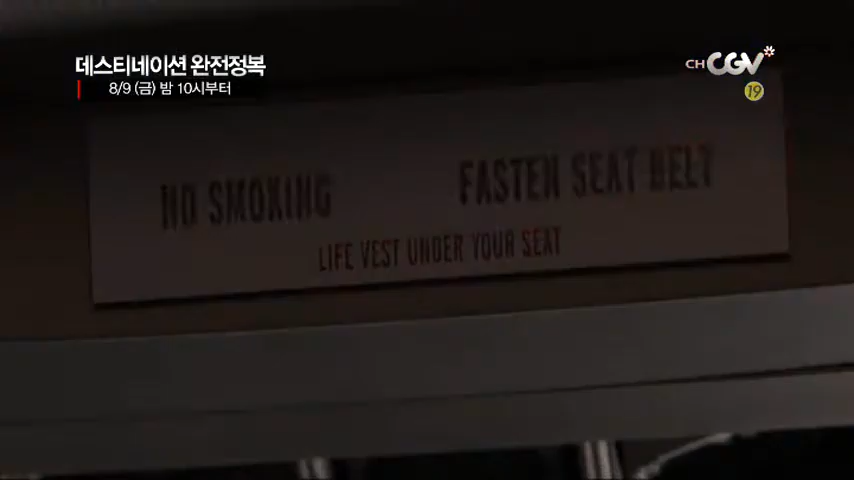 데스티네이션 완전정복
8/9 (금) 밤 10시부터
CH CGV
19
NO SMOKING
FASTEN SEAT BELT
LIFE VEST UNDER YOUR SEAT